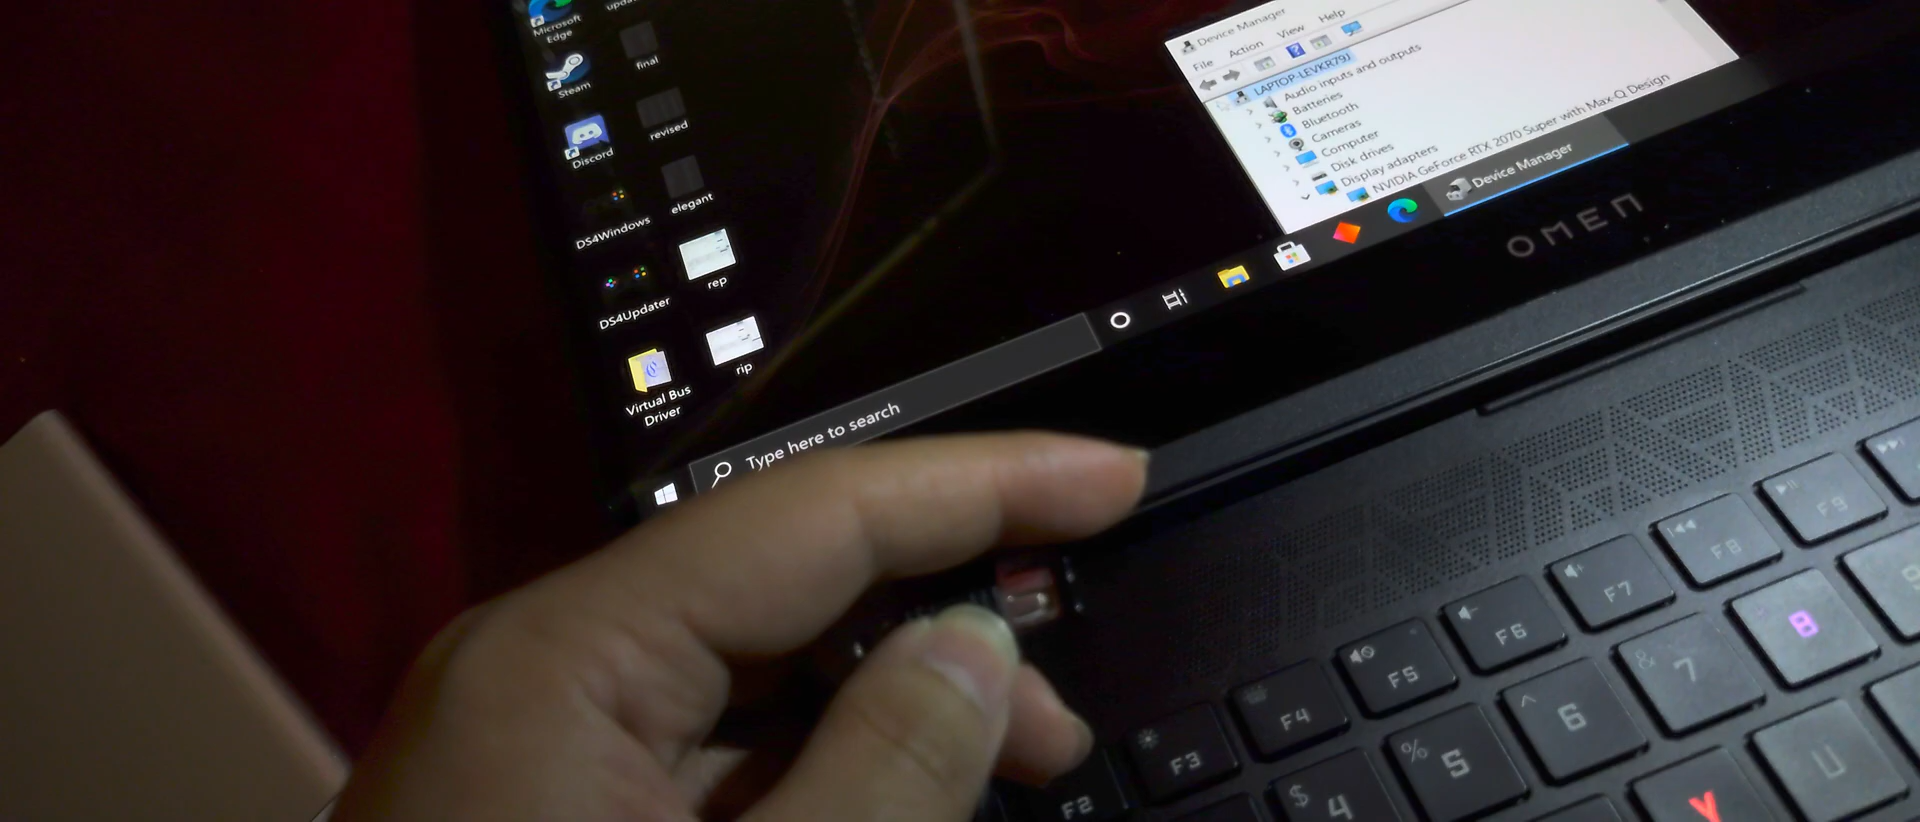 Microsoft
Edge
Steam
Discord
DS4Windows
DS4Updater
Virtual Bus
Driver
final
revised
elegant
rep
rip
Type here to search
Device Manager
File Action View Help
LAPTOP-LEVKR79J
Audio inputs and outputs
Batteries
Bluetooth
Cameras
Computer
Disk drives
Display adapters
NVIDIA GeForce RTX 2070 Super with Max-Q Design
Device Manager
OMEN
F2
F3
F4
F5
F6
F7
F8
F9
$ 4
% 5
^ 6
& 7
8
Y
U